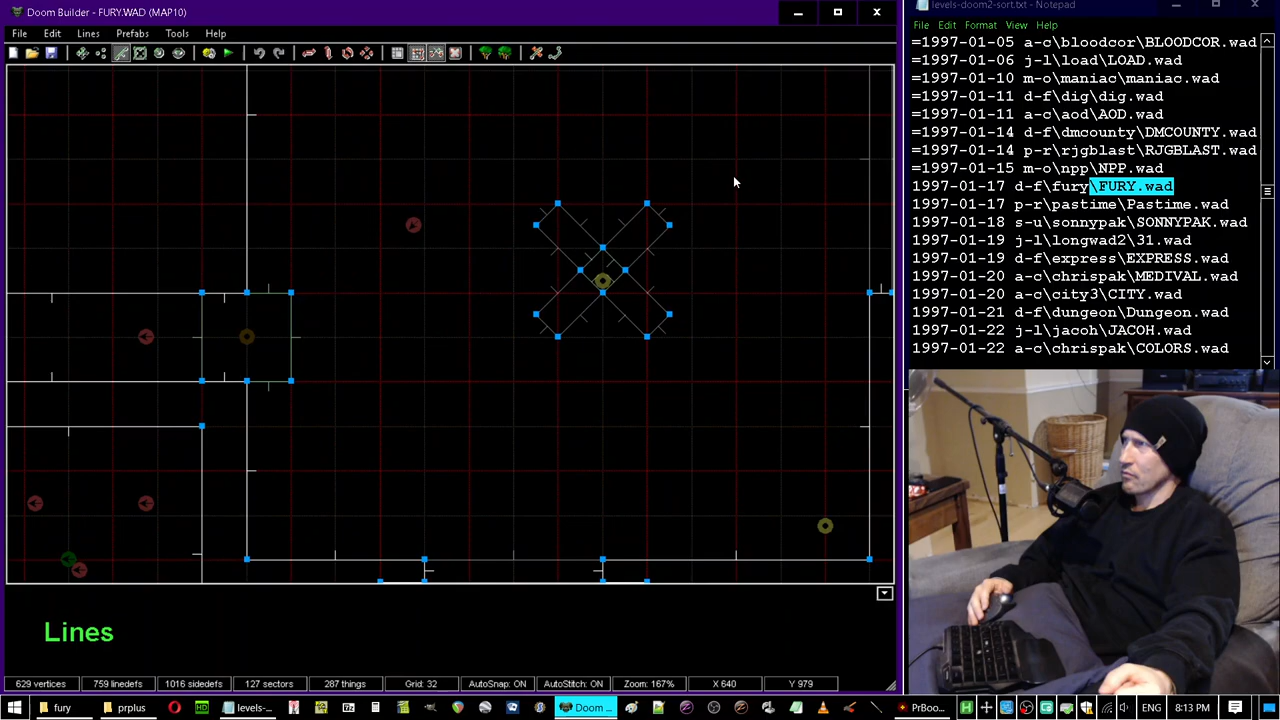 Doom Builder - FURY.WAD (MAP10)
File Edit Lines Prefabs Tools Help
Lines
629 vertices 759 linedefs 1016 sidedefs 127 sectors 287 things Grid: 32 AutoSnap: ON AutoStitch: ON Zoom: 167% X 640 Y 979
levels-doom2-sort.txt - Notepad
File Edit Format View Help
=1997-01-05 a-c\bloodcor\BLOODCOR.wad
=1997-01-06 j-l\load\LOAD.wad
=1997-01-10 m-o\maniac\maniac.wad
=1997-01-11 d-f\dig\dig.wad
=1997-01-11 a-c\aod\AOD.wad
=1997-01-14 d-f\dmcounty\DMCOUNTY.wad
=1997-01-14 p-r\rjgblast\RJGBLAST.wad
=1997-01-15 m-o\npp\NPP.wad
1997-01-17 d-f\fury\FURY.wad
1997-01-17 p-r\pastime\Pastime.wad
1997-01-18 s-u\sonnypak\SONNYPAK.wad
1997-01-19 j-l\longwad2\31.wad
1997-01-19 d-f\express\EXPRESS.wad
1997-01-20 a-c\chrispak\MEDIVAL.wad
1997-01-20 a-c\city3\CITY.wad
1997-01-21 d-f\dungeon\Dungeon.wad
1997-01-22 j-l\jacoh\JACOH.wad
1997-01-22 a-c\chrispak\COLORS.wad
fury prplus levels-... Doom ... PrBoo... 8:13 PM